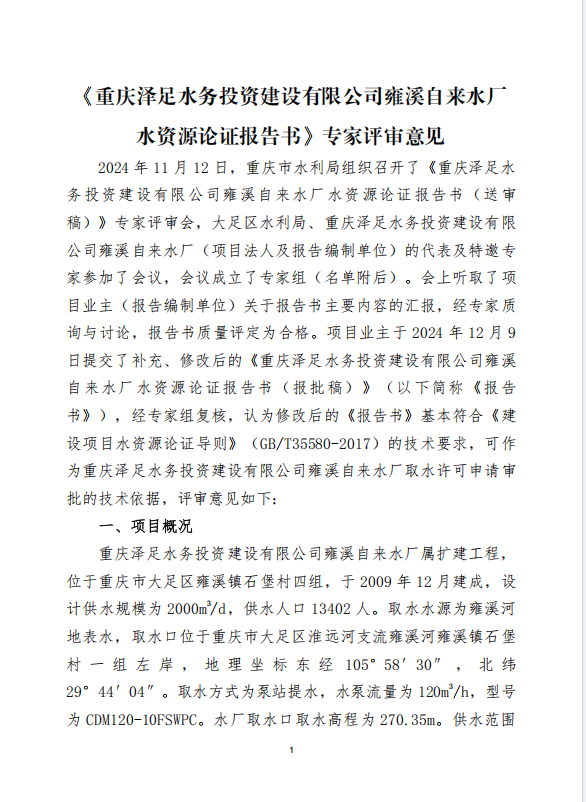 《重庆泽足水务投资建设有限公司雍溪自来水厂
水资源论证报告书》专家评审意见
2024 年 11 月 12 日，重庆市水利局组织召开了《重庆泽足水
务投资建设有限公司雍溪自来水厂水资源论证报告书（送审
稿）》专家评审会，大足区水利局、重庆泽足水务投资建设有限
公司雍溪自来水厂（项目法人及报告编制单位）的代表及特邀专
家参加了会议，会议成立了专家组（名单附后）。会上听取了项
目业主（报告编制单位）关于报告书主要内容的汇报，经专家质
询与讨论，报告书质量评定为合格。项目业主于 2024 年 12 月 9
日提交了补充、修改后的《重庆泽足水务投资建设有限公司雍溪
自来水厂水资源论证报告书（报批稿）》（以下简称《报告
书》），经专家组复核，认为修改后的《报告书》基本符合《建
设项目水资源论证导则》（GB/T35580-2017）的技术要求，可作
为重庆泽足水务投资建设有限公司雍溪自来水厂取水许可申请审
批的技术依据，评审意见如下：
一、项目概况
重庆泽足水务投资建设有限公司雍溪自来水厂属扩建工程，
位于重庆市大足区雍溪镇石堡村四组，于 2009 年 12 月建成，设
计供水规模为 2000m³/d，供水人口 13402 人。取水水源为雍溪河
地表水，取水口位于重庆市大足区淮远河支流雍溪河雍溪镇石堡
村一组左岸，地理坐标东经 105°58′30″，北纬
29°44′04″。取水方式为泵站提水，水泵流量为 120m³/h，型号
为 CDM120-10FSWPC。水厂取水口取水高程为 270.35m。供水范围
1